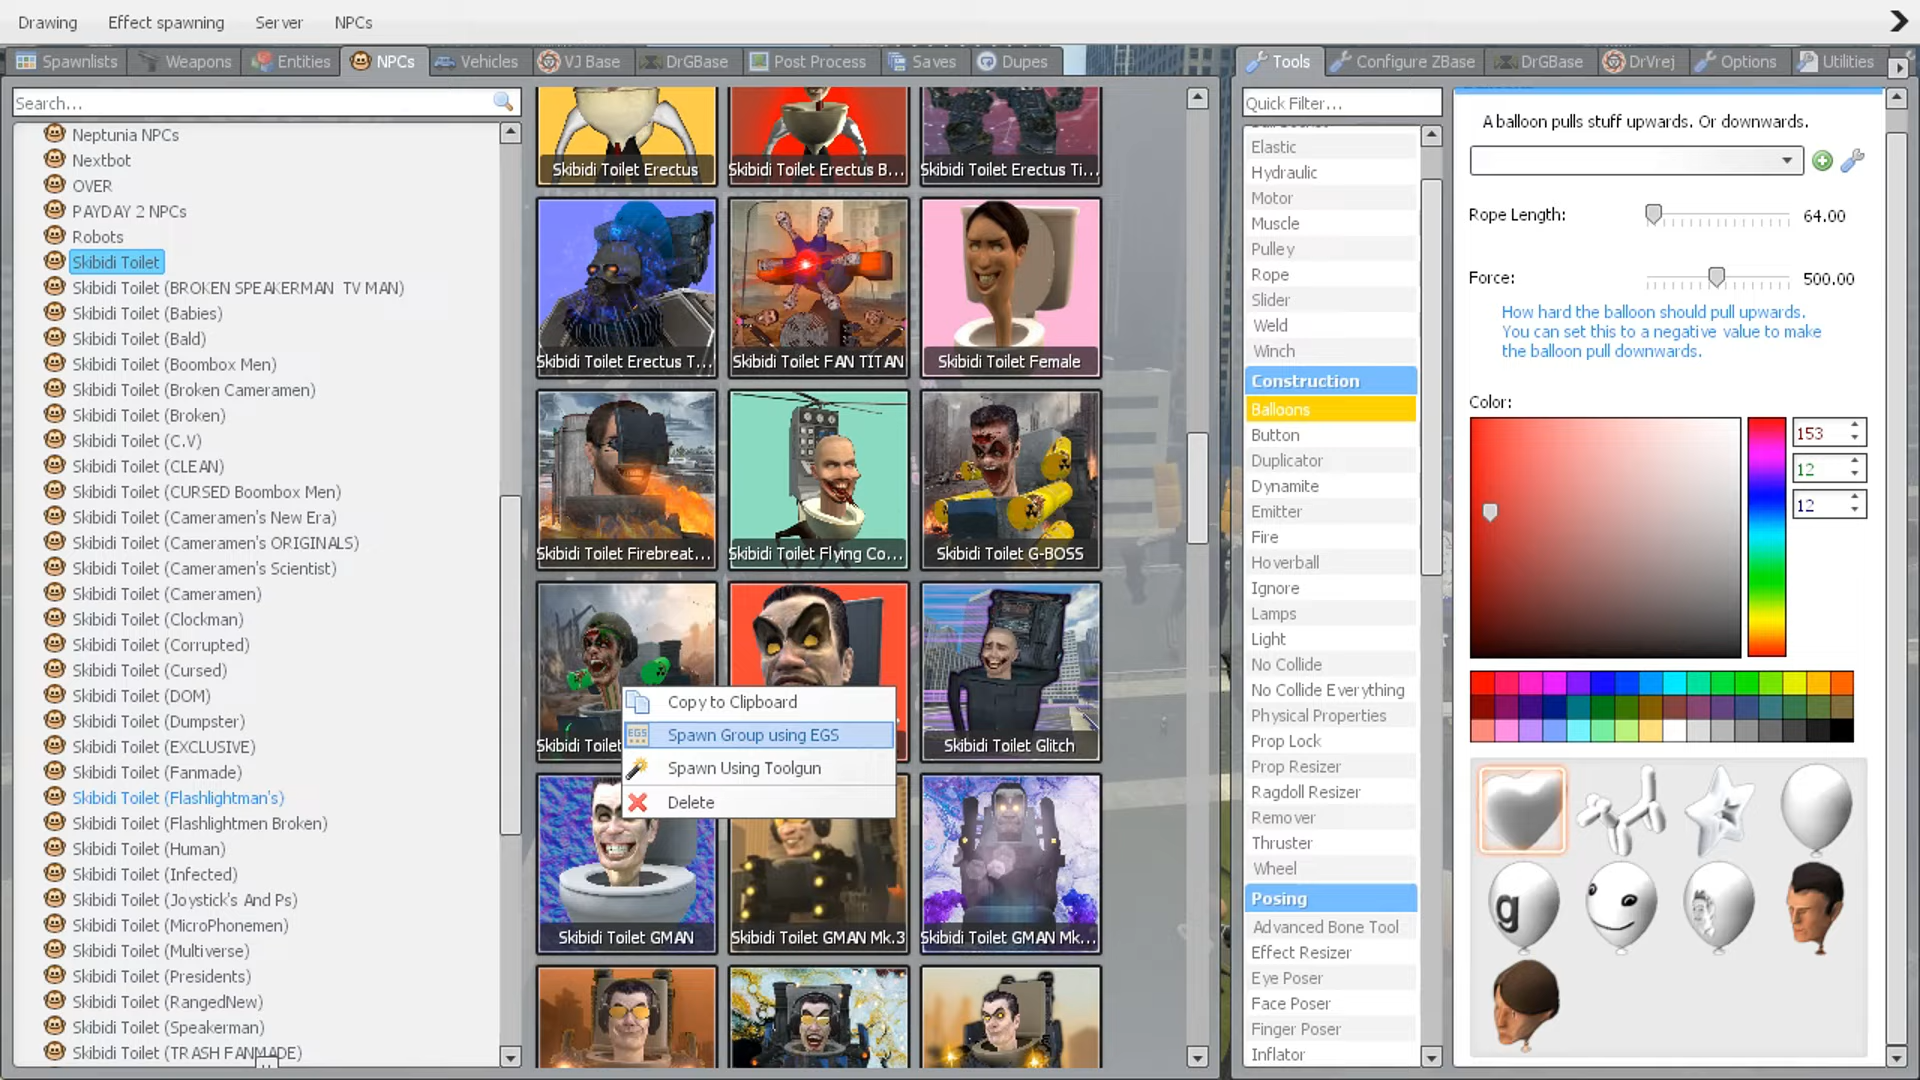 Drawing Effect spawning Server NPCs
Spawnlists Weapons Entities NPCs Vehicles VJ Base DrGBase Post Process Saves Dupes
Search...
Neptunia NPCs
Nextbot
OVER
PAYDAY 2 NPCs
Robots
Skibidi Toilet
Skibidi Toilet (BROKEN SPEAKERMAN TV MAN)
Skibidi Toilet (Babies)
Skibidi Toilet (Bald)
Skibidi Toilet (Boombox Men)
Skibidi Toilet (Broken Cameramen)
Skibidi Toilet (Broken)
Skibidi Toilet (C.V)
Skibidi Toilet (CLEAN)
Skibidi Toilet (CURSED Boombox Men)
Skibidi Toilet (Cameramen's New Era)
Skibidi Toilet (Cameramen's ORIGINALS)
Skibidi Toilet (Cameramen's Scientist)
Skibidi Toilet (Cameramen)
Skibidi Toilet (Clockman)
Skibidi Toilet (Corrupted)
Skibidi Toilet (Cursed)
Skibidi Toilet (DOM)
Skibidi Toilet (Dumpster)
Skibidi Toilet (EXCLUSIVE)
Skibidi Toilet (Fanmade)
Skibidi Toilet (Flashlightman's)
Skibidi Toilet (Flashlightmen Broken)
Skibidi Toilet (Human)
Skibidi Toilet (Infected)
Skibidi Toilet (Joystick's And Ps)
Skibidi Toilet (MicroPhonemen)
Skibidi Toilet (Multiverse)
Skibidi Toilet (Presidents)
Skibidi Toilet (RangedNew)
Skibidi Toilet (Speakerman)
Skibidi Toilet (TRASH FANMADE)
Skibidi Toilet Erectus
Skibidi Toilet Erectus B...
Skibidi Toilet Erectus Ti...
Skibidi Toilet Erectus T...
Skibidi Toilet FAN TITAN
Skibidi Toilet Female
Skibidi Toilet Firebreat...
Skibidi Toilet Flying Co...
Skibidi Toilet G-BOSS
Skibidi Toilet
Skibidi Toilet Glitch
Copy to Clipboard
EGS Spawn Group using EGS
Spawn Using Toolgun
Delete
Skibidi Toilet GMAN
Skibidi Toilet GMAN Mk.3
Skibidi Toilet GMAN Mk...
Tools Configure ZBase DrGBase DrVrej Options Utilities
Quick Filter...
Elastic
Hydraulic
Motor
Muscle
Pulley
Rope
Slider
Weld
Winch
Construction
Balloons
Button
Duplicator
Dynamite
Emitter
Fire
Hoverball
Ignore
Lamps
Light
No Collide
No Collide Everything
Physical Properties
Prop Lock
Prop Resizer
Ragdoll Resizer
Remover
Thruster
Wheel
Posing
Advanced Bone Tool
Effect Resizer
Eye Poser
Face Poser
Finger Poser
Inflator
A balloon pulls stuff upwards. Or downwards.
Rope Length: 64.00
Force: 500.00
How hard the balloon should pull upwards.
You can set this to a negative value to make
the balloon pull downwards.
Color:
153
12
12
g